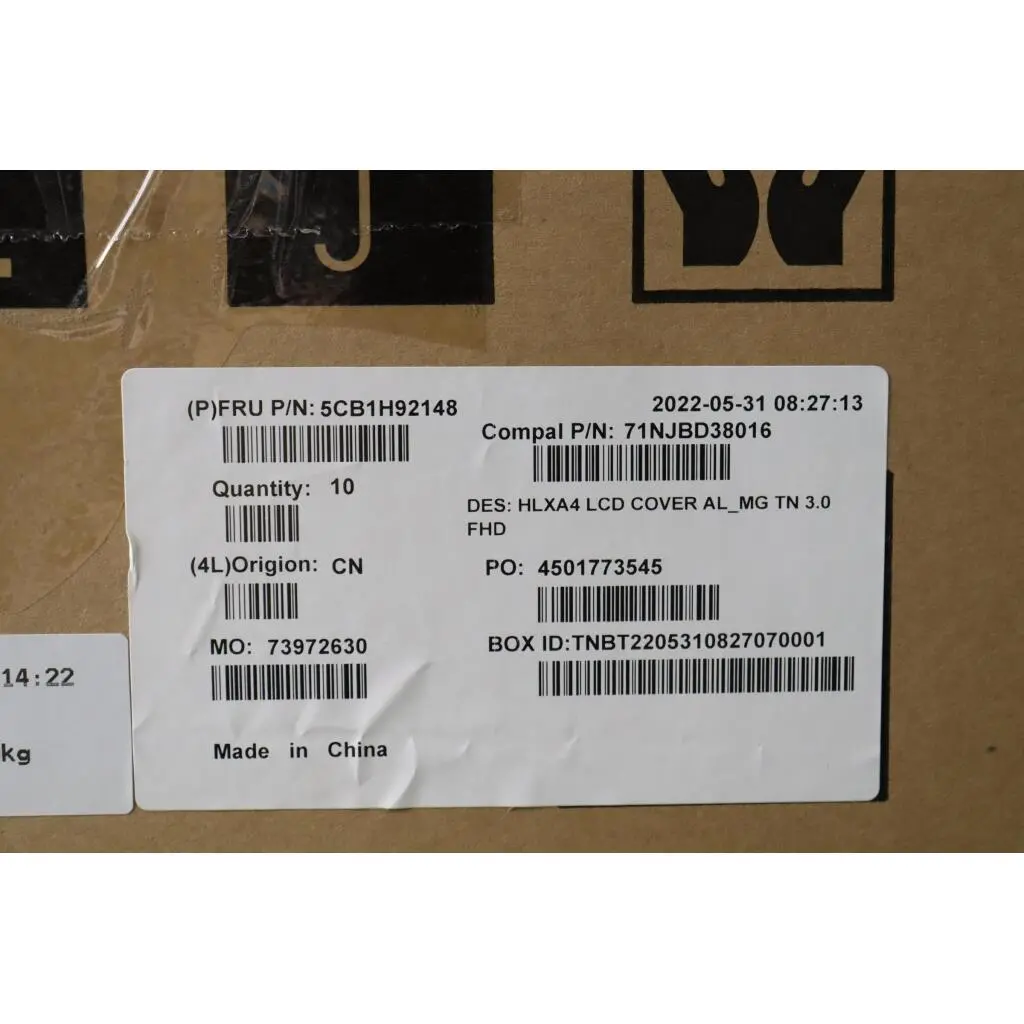 (P)FRU P/N: 5CB1H92148
2022-05-31 08:27:13
Compal P/N: 71NJBD38016
Quantity: 10
DES: HLXA4 LCD COVER AL_MG TN 3.0
FHD
(4L)Origion: CN
PO: 4501773545
MO: 73972630
BOX ID:TNBT2205310827070001
Made in China
14:22
kg